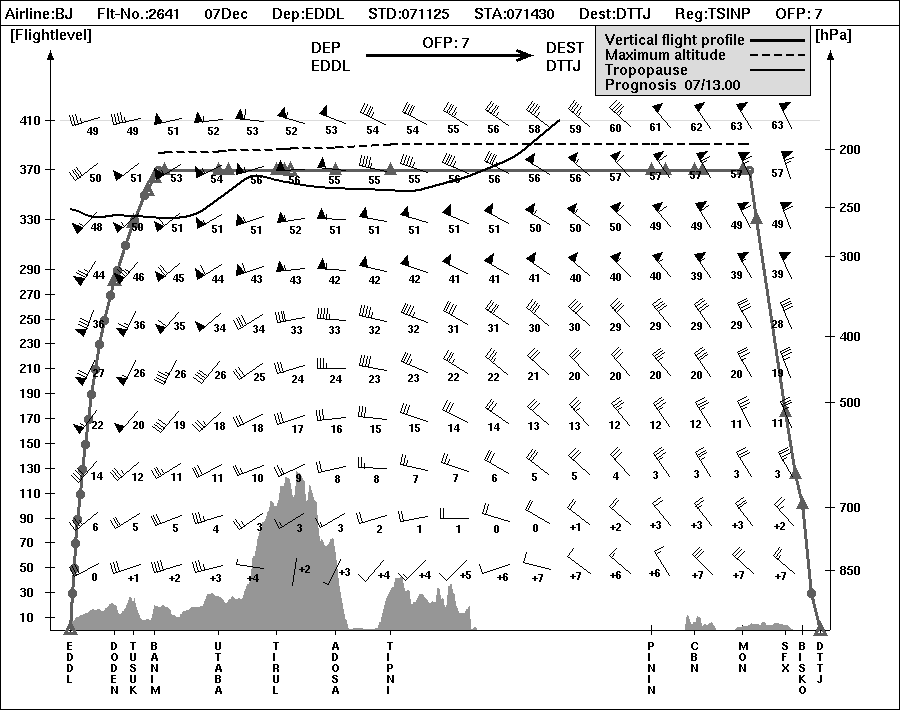 Airline:BJ Flt-No.:2641 07Dec Dep:EDDL STD:071125 STA:071430 Dest:DTTJ Reg:TSINP OFP: 7
[Flightlevel] [hPa]
DEP OFP: 7 DEST
EDDL DTTJ
Vertical flight profile
Maximum altitude
Tropopause
Prognosis 07/13.00
410 49 49 51 52 53 52 53 54 54 55 56 58 59 60 61 62 63 63
200
370 50 51 53 54 56 56 55 55 55 56 56 56 56 57 57 57 57 57
250
330 48 50 51 51 51 52 51 51 51 51 51 50 50 50 49 49 49 49
300
290 44 46 45 44 43 43 42 42 41 41 41 41 40 40 40 39 39 39
270
250 36 36 35 34 34 33 33 32 32 31 31 30 30 29 29 29 29 28
230 400
210 27 26 26 26 25 24 24 23 23 22 22 21 20 20 20 20 20 19
190
170 22 20 19 18 18 17 16 15 15 14 14 13 13 12 12 12 11 11
500
150
130 14 12 11 11 10 9 8 8 7 7 6 5 5 4 3 3 3 3
110
700
90 6 5 5 4 3 3 3 2 1 1 0 0 +1 +2 +3 +3 +3 +2
70
50 0 +1 +2 +3 +4 +2 +3 +4 +4 +5 +6 +7 +7 +6 +6 +7 +7 +7
850
30
10
EDDL DODEN TUSUK BANIM UTABA TIRUL ADOSA TIPNI PININ CBN MON SFX BISKO DTTJ